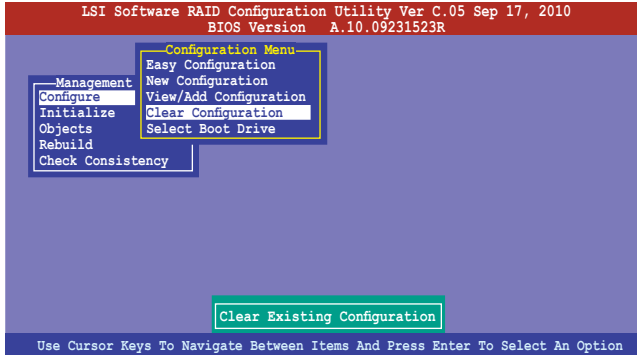 LSI Software RAID Configuration Utility Ver C.05 Sep 17, 2010
BIOS Version A.10.09231523R
Configuration Menu
Easy Configuration
New Configuration
View/Add Configuration
Clear Configuration
Select Boot Drive
Management
Configure
Initialize
Objects
Rebuild
Check Consistency
Clear Existing Configuration
Use Cursor Keys To Navigate Between Items And Press Enter To Select An Option